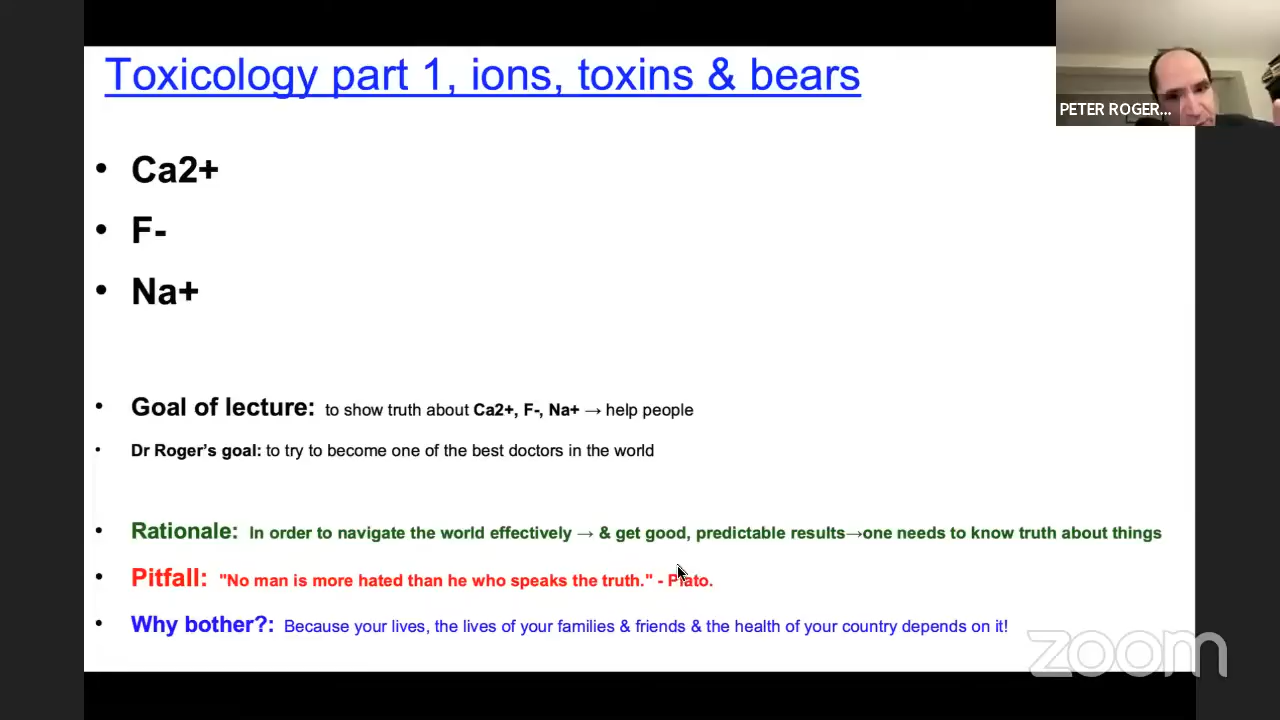 Toxicology part 1, ions, toxins & bears
PETER ROGER...
• Ca2+
• F-
• Na+
• Goal of lecture: to show truth about Ca2+, F-, Na+ → help people
• Dr Roger's goal: to try to become one of the best doctors in the world
• Rationale: In order to navigate the world effectively → & get good, predictable results→one needs to know truth about things
• Pitfall: "No man is more hated than he who speaks the truth." - Plato.
• Why bother?: Because your lives, the lives of your families & friends & the health of your country depends on it!
zoom